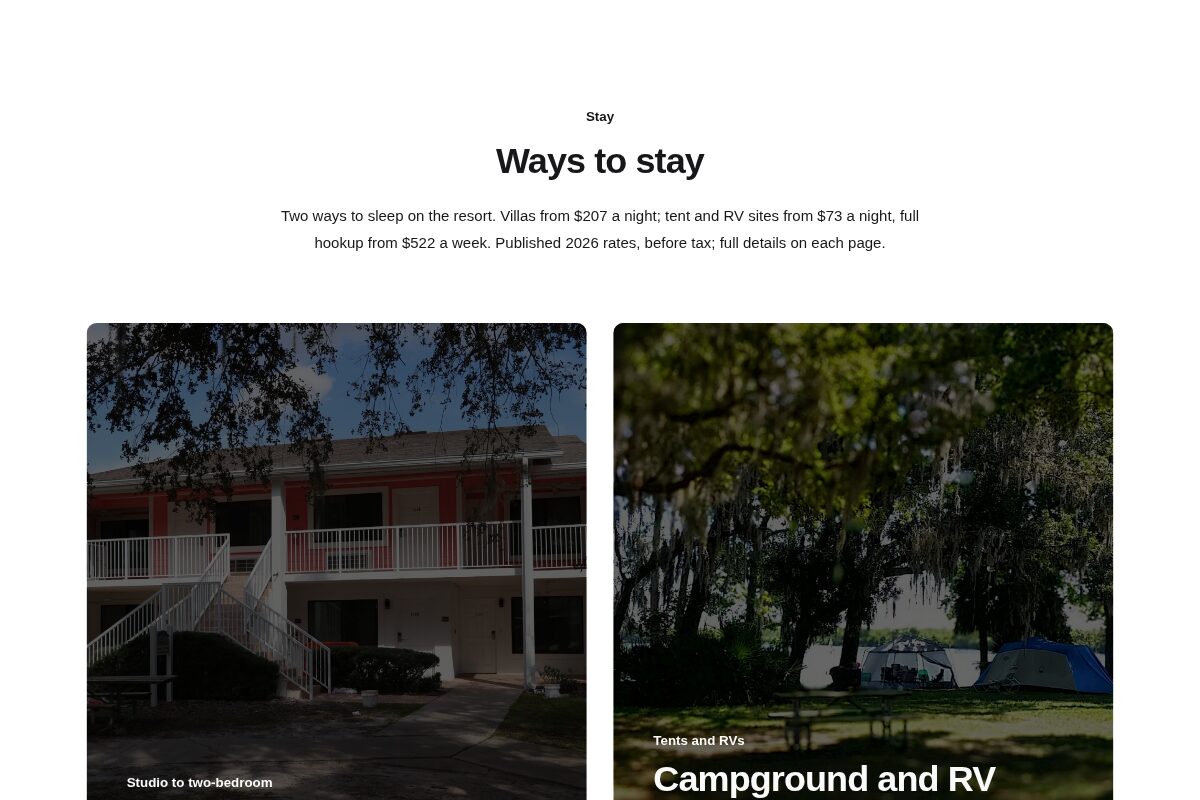 Stay
Ways to stay
Two ways to sleep on the resort. Villas from $207 a night; tent and RV sites from $73 a night, full
hookup from $522 a week. Published 2026 rates, before tax; full details on each page.
Studio to two-bedroom
Tents and RVs
Campground and RV